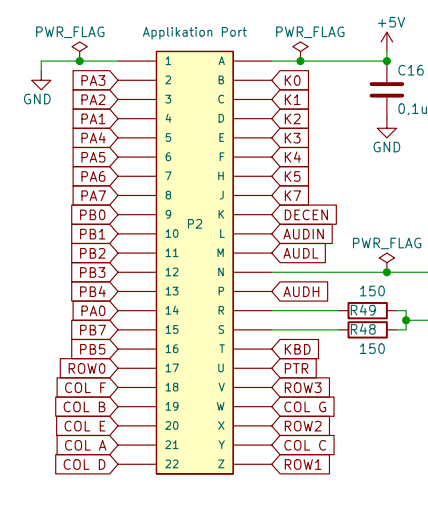 PWR_FLAG Applikation Port PWR_FLAG +5V
GND 1 A C16
0,1u
GND
PA3 2 B K0
PA2 3 C K1
PA1 4 D K2
PA4 5 E K3
PA5 6 F K4
PA6 7 H K5
PA7 8 J K7
PB0 9 K DECEN
P2
PB1 10 L AUDIN
PB2 11 M AUDL
PWR_FLAG
PB3 12 N
PB4 13 P AUDH
150
PA0 14 R R49
PB7 15 S R48
150
PB5 16 T KBD
ROW0 17 U PTR
COL F 18 V ROW3
COL B 19 W COL G
COL E 20 X ROW2
COL A 21 Y COL C
COL D 22 Z ROW1